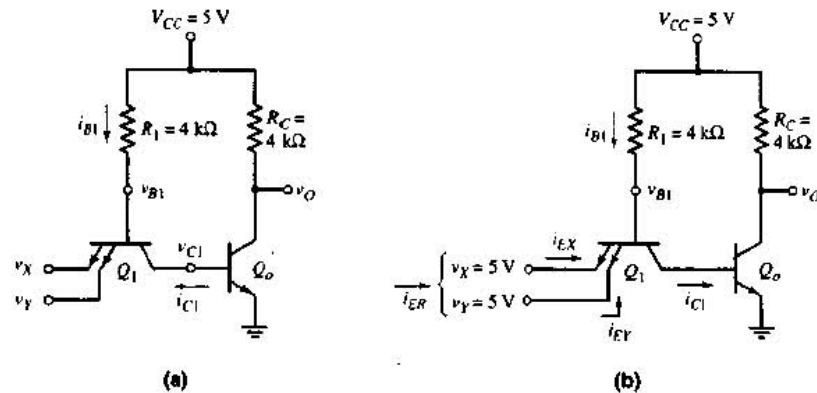 V_CC = 5 V
i_B1
R_1 = 4 kΩ
R_C =
4 kΩ
v_B1
v_O
v_C1
v_X
v_Y
Q_1
i_C1
Q_o
(a)
V_CC = 5 V
i_B1
R_1 = 4 kΩ
R_C =
4 kΩ
v_B1
v_O
i_EX
i_ER
v_X = 5 V
v_Y = 5 V
Q_1
i_C1
Q_o
i_EY
(b)